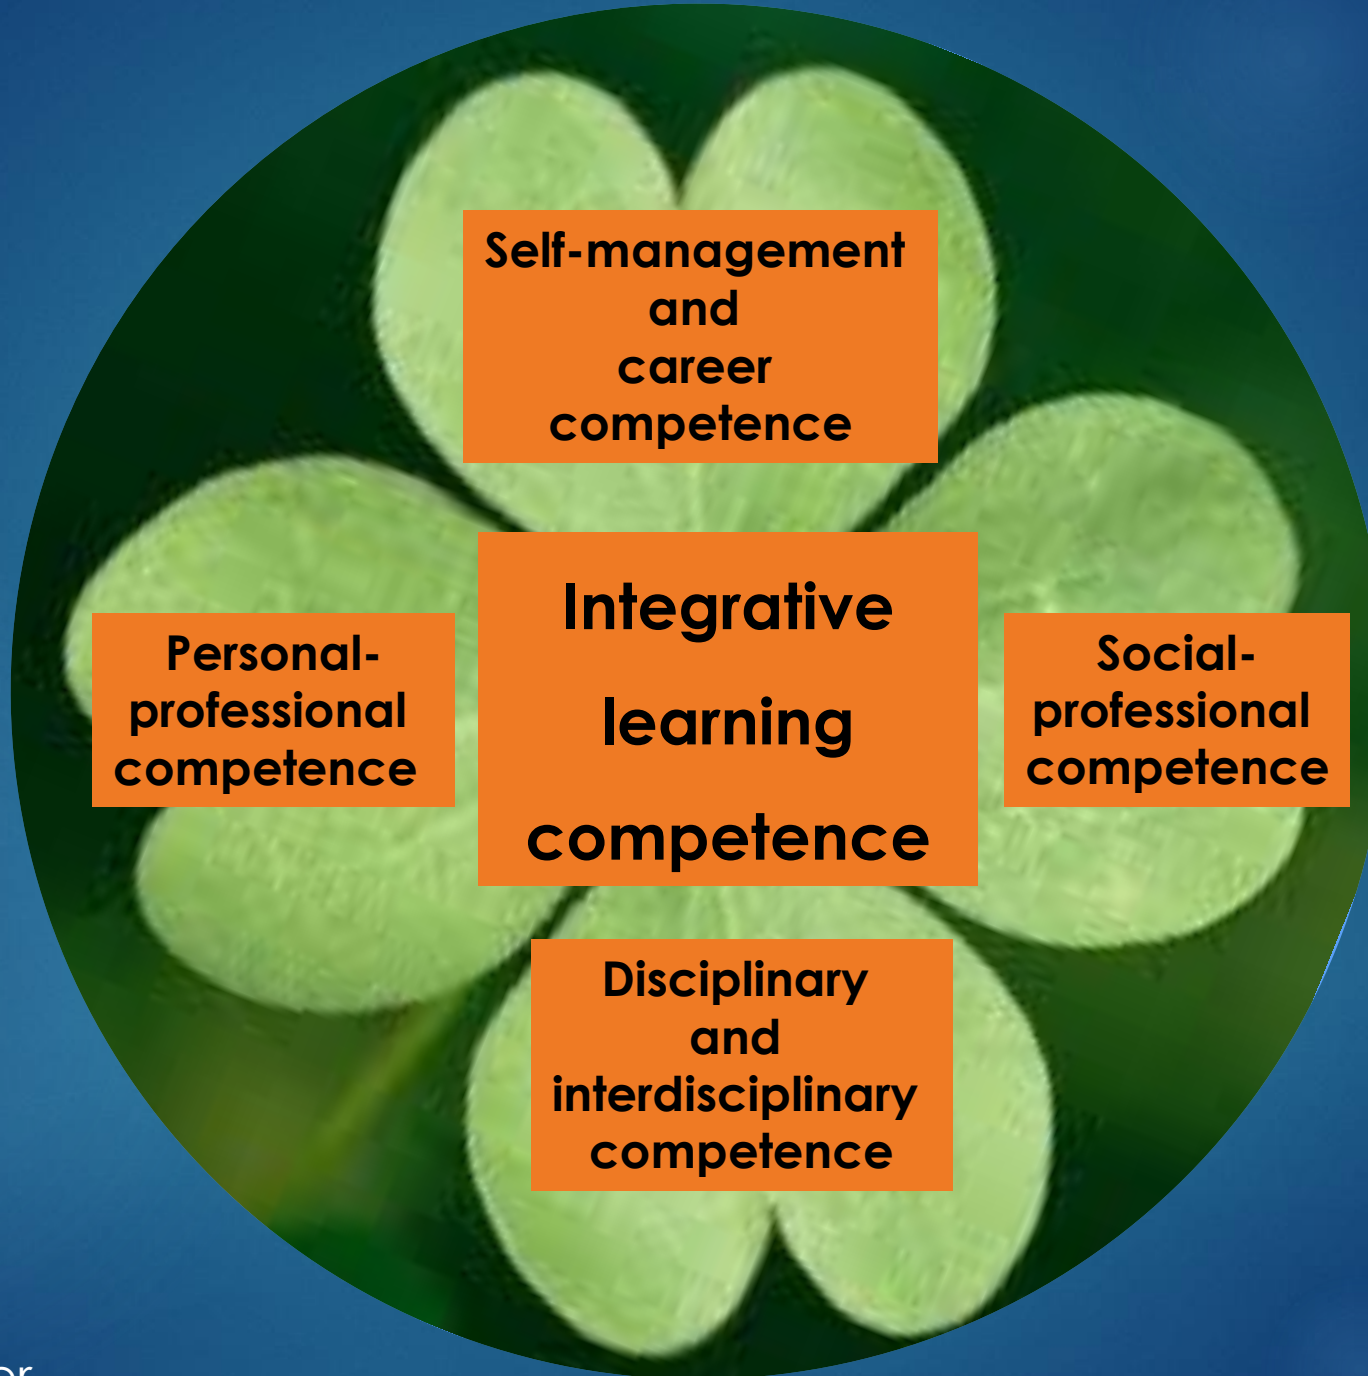 Self-management
and
career
competence
Personal-
professional
competence
Integrative
learning
competence
Social-
professional
competence
Disciplinary
and
interdisciplinary
competence